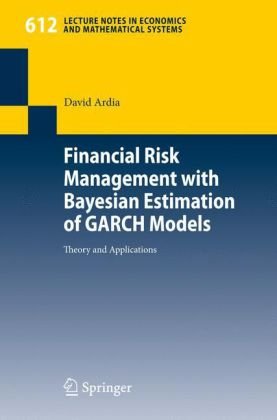 612
LECTURE NOTES IN ECONOMICS
AND MATHEMATICAL SYSTEMS
David Ardia
Financial Risk
Management with
Bayesian Estimation
of GARCH Models
Theory and Applications
Springer